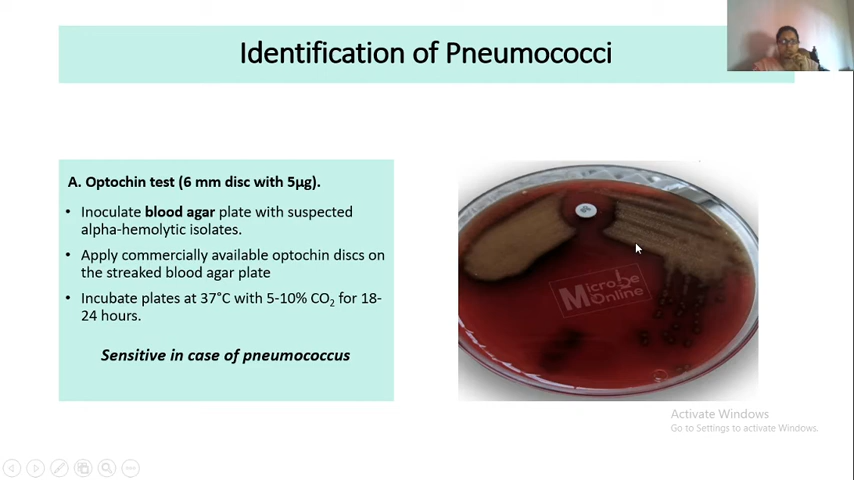 Identification of Pneumococci
A. Optochin test (6 mm disc with 5µg).
• Inoculate blood agar plate with suspected
alpha-hemolytic isolates.
• Apply commercially available optochin discs on
the streaked blood agar plate
• Incubate plates at 37°C with 5-10% CO₂ for 18-
24 hours.
Sensitive in case of pneumococcus
Microbe
Online
Activate Windows
Go to Settings to activate Windows.